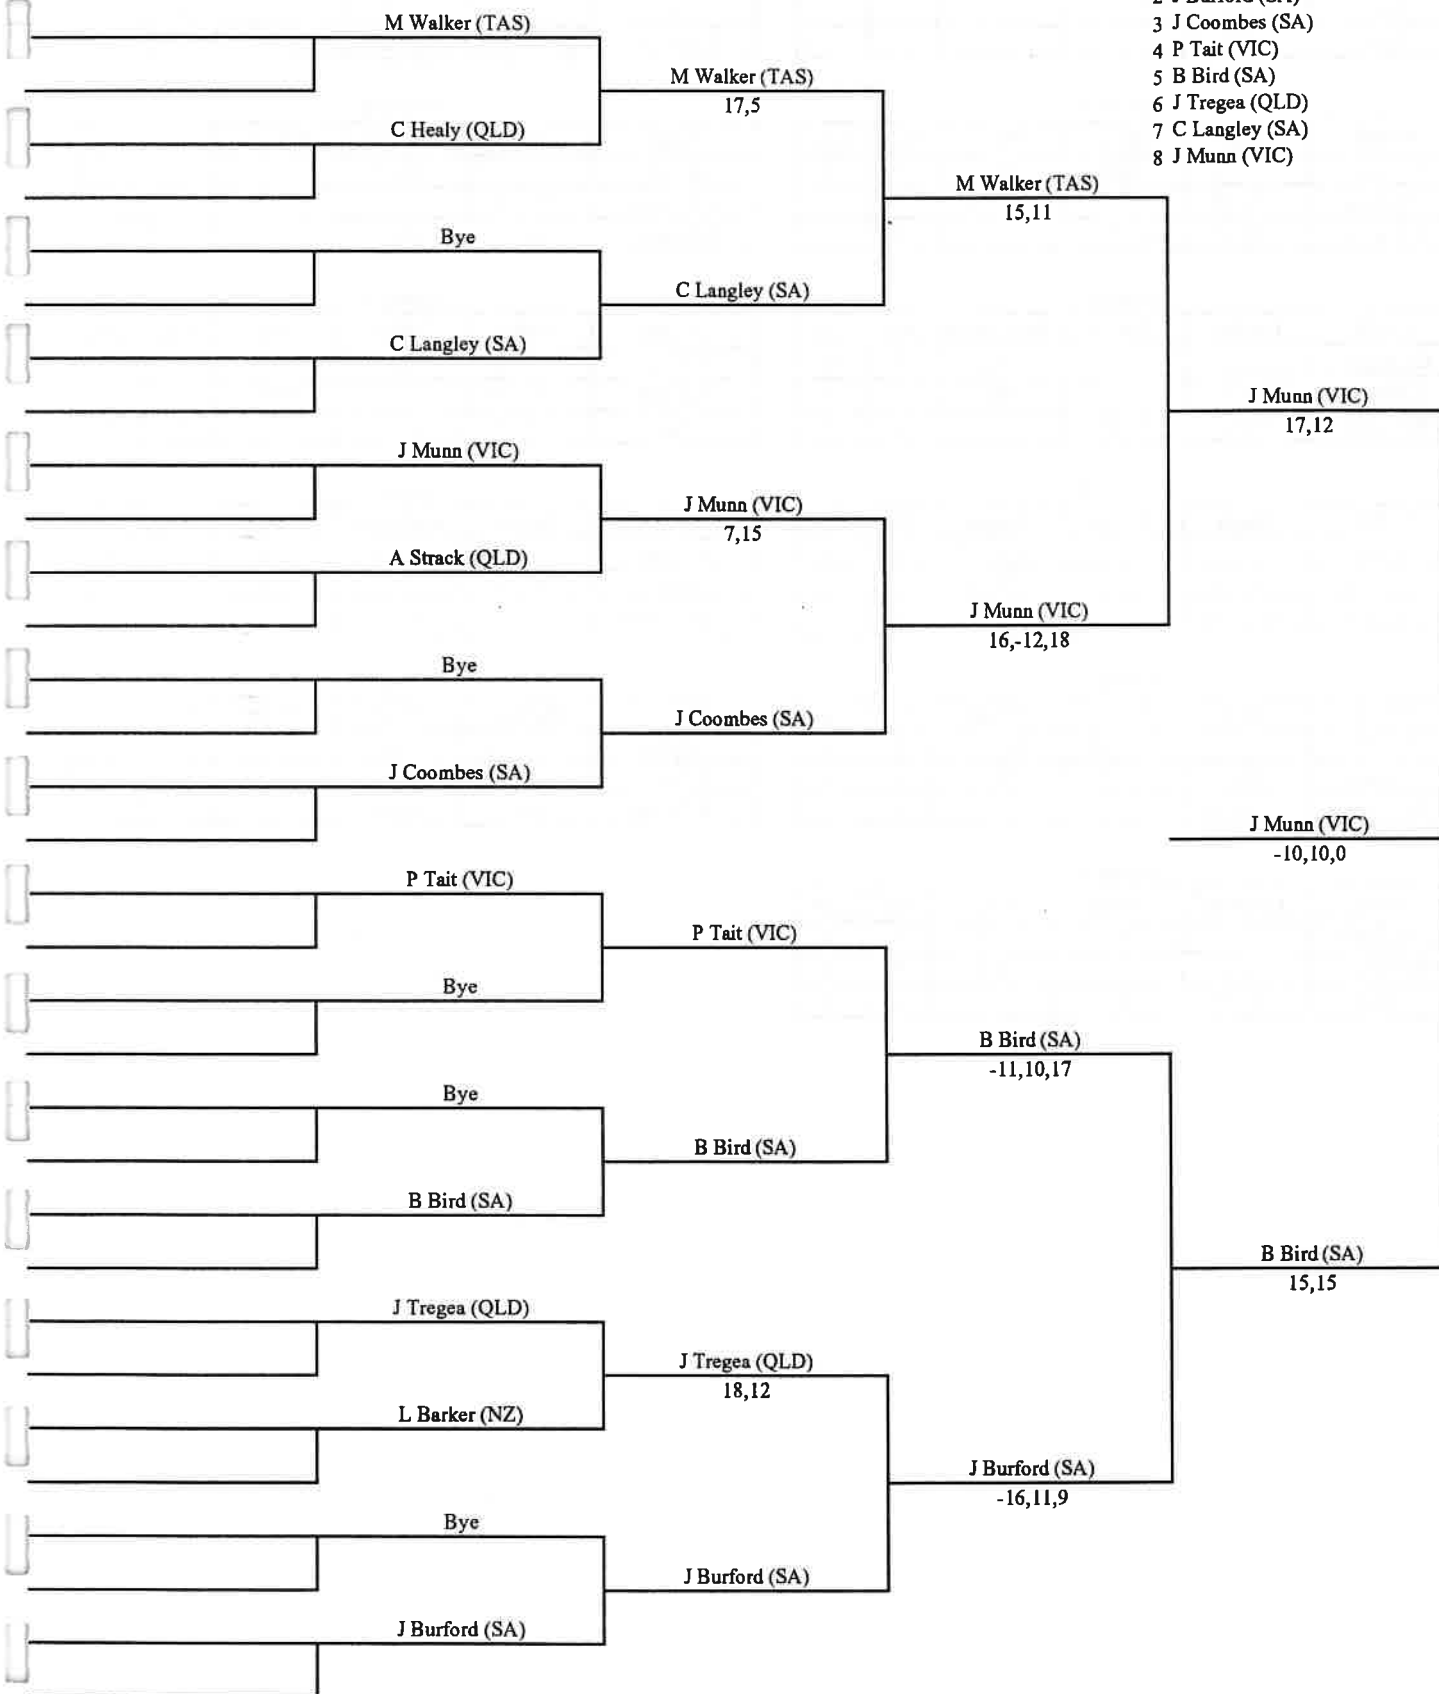 3 J Coombes (SA)
4 P Tait (VIC)
5 B Bird (SA)
6 J Tregea (QLD)
7 C Langley (SA)
8 J Munn (VIC)
M Walker (TAS)
C Healy (QLD)
Bye
C Langley (SA)
J Munn (VIC)
A Strack (QLD)
Bye
J Coombes (SA)
P Tait (VIC)
Bye
Bye
B Bird (SA)
J Tregea (QLD)
L Barker (NZ)
Bye
J Burford (SA)
M Walker (TAS)
17,5
C Langley (SA)
J Munn (VIC)
7,15
J Coombes (SA)
P Tait (VIC)
B Bird (SA)
J Tregea (QLD)
18,12
J Burford (SA)
M Walker (TAS)
15,11
J Munn (VIC)
16,-12,18
B Bird (SA)
-11,10,17
J Burford (SA)
-16,11,9
J Munn (VIC)
17,12
J Munn (VIC)
-10,10,0
B Bird (SA)
15,15